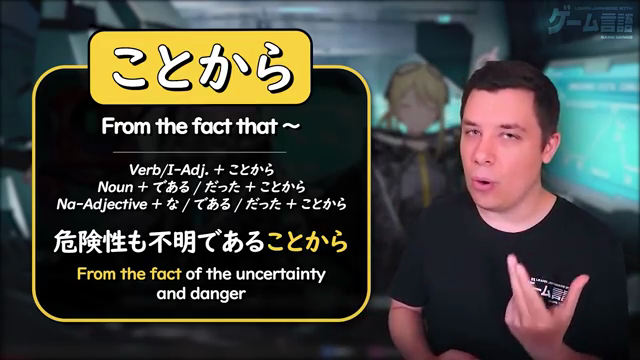 ことから
From the fact that ～
Verb/I-Adj. + ことから
Noun + である / だった + ことから
Na-Adjective + な / である / だった + ことから
危険性も不明であることから
From the fact of the uncertainty
and danger
LEARN JAPANESE WITH
ゲーム言語